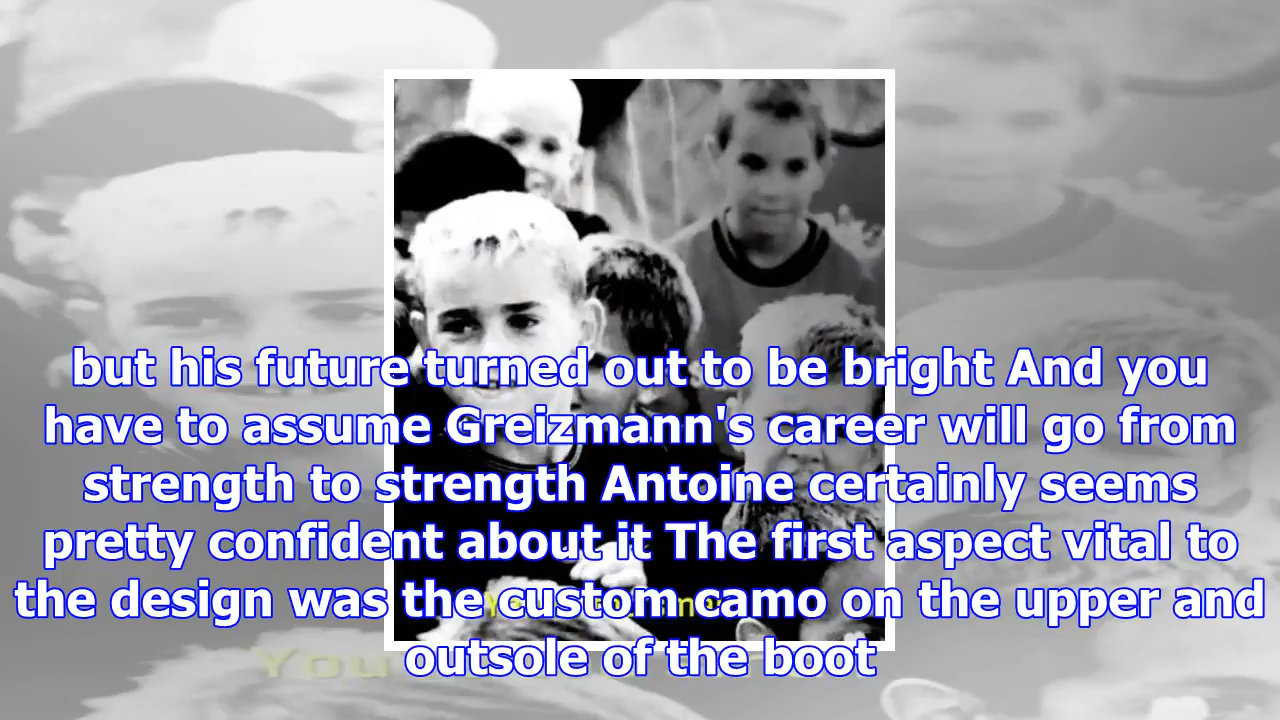 but his future turned out to be bright And you
have to assume Greizmann's career will go from
strength to strength Antoine certainly seems
pretty confident about it The first aspect vital to
the design was the custom camo on the upper and
outsole of the boot
You